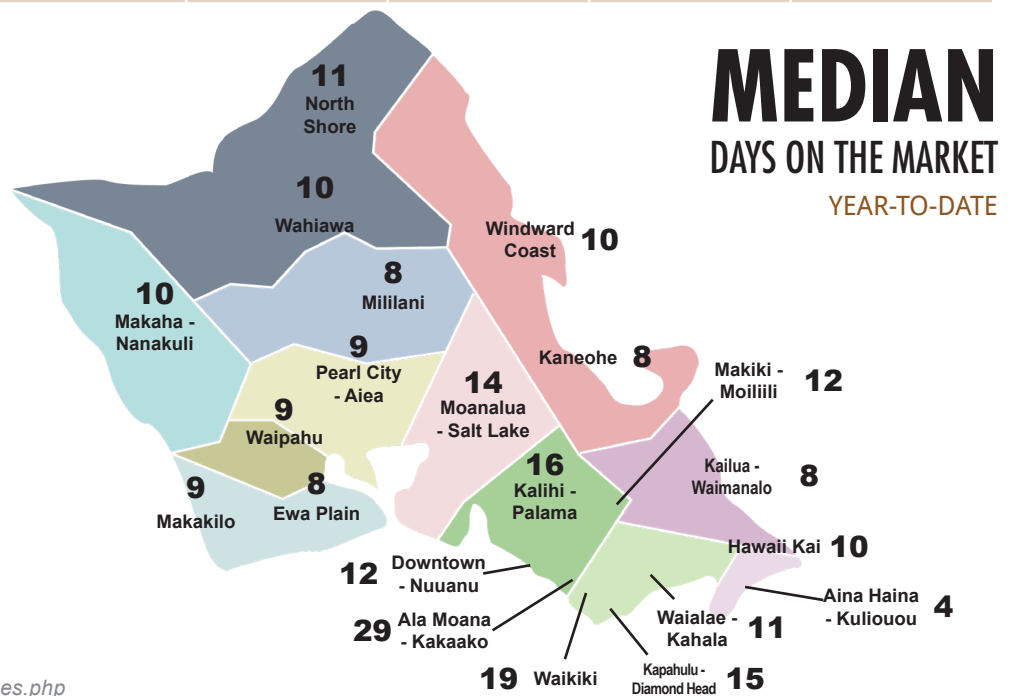 MEDIAN
DAYS ON THE MARKET
YEAR-TO-DATE
11
North
Shore
10
Wahiawa
Windward
Coast
10
8
Mililani
10
Makaha -
Nanakuli
9
Pearl City
- Aiea
Kaneohe
8
14
Moanalua
- Salt Lake
Makiki -
Moiliili
12
9
Waipahu
16
Kalihi -
Palama
Kailua -
Waimanalo
8
9
Makakilo
8
Ewa Plain
Hawaii Kai
10
12
Downtown
- Nuuanu
Aina Haina
- Kuliouou
4
29
Ala Moana
- Kakaako
Waialae -
Kahala
11
19
Waikiki
Kapahulu -
Diamond Head
15
es.php